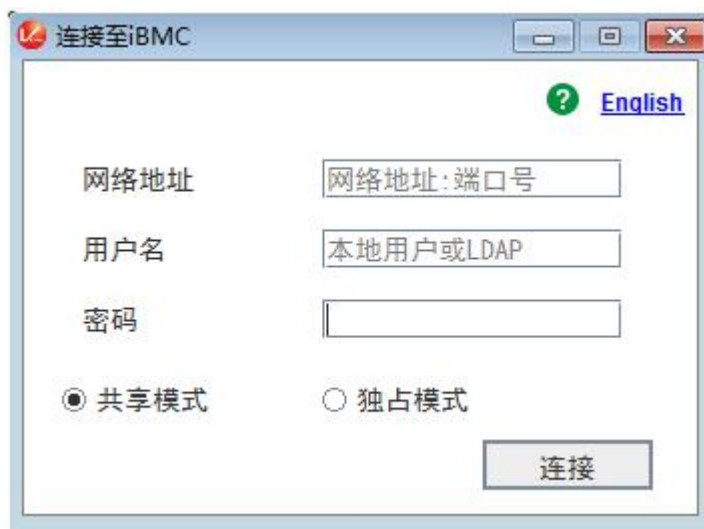 连接至iBMC
? English
网络地址 网络地址:端口号
用户名 本地用户或LDAP
密码
共享模式 独占模式
连接